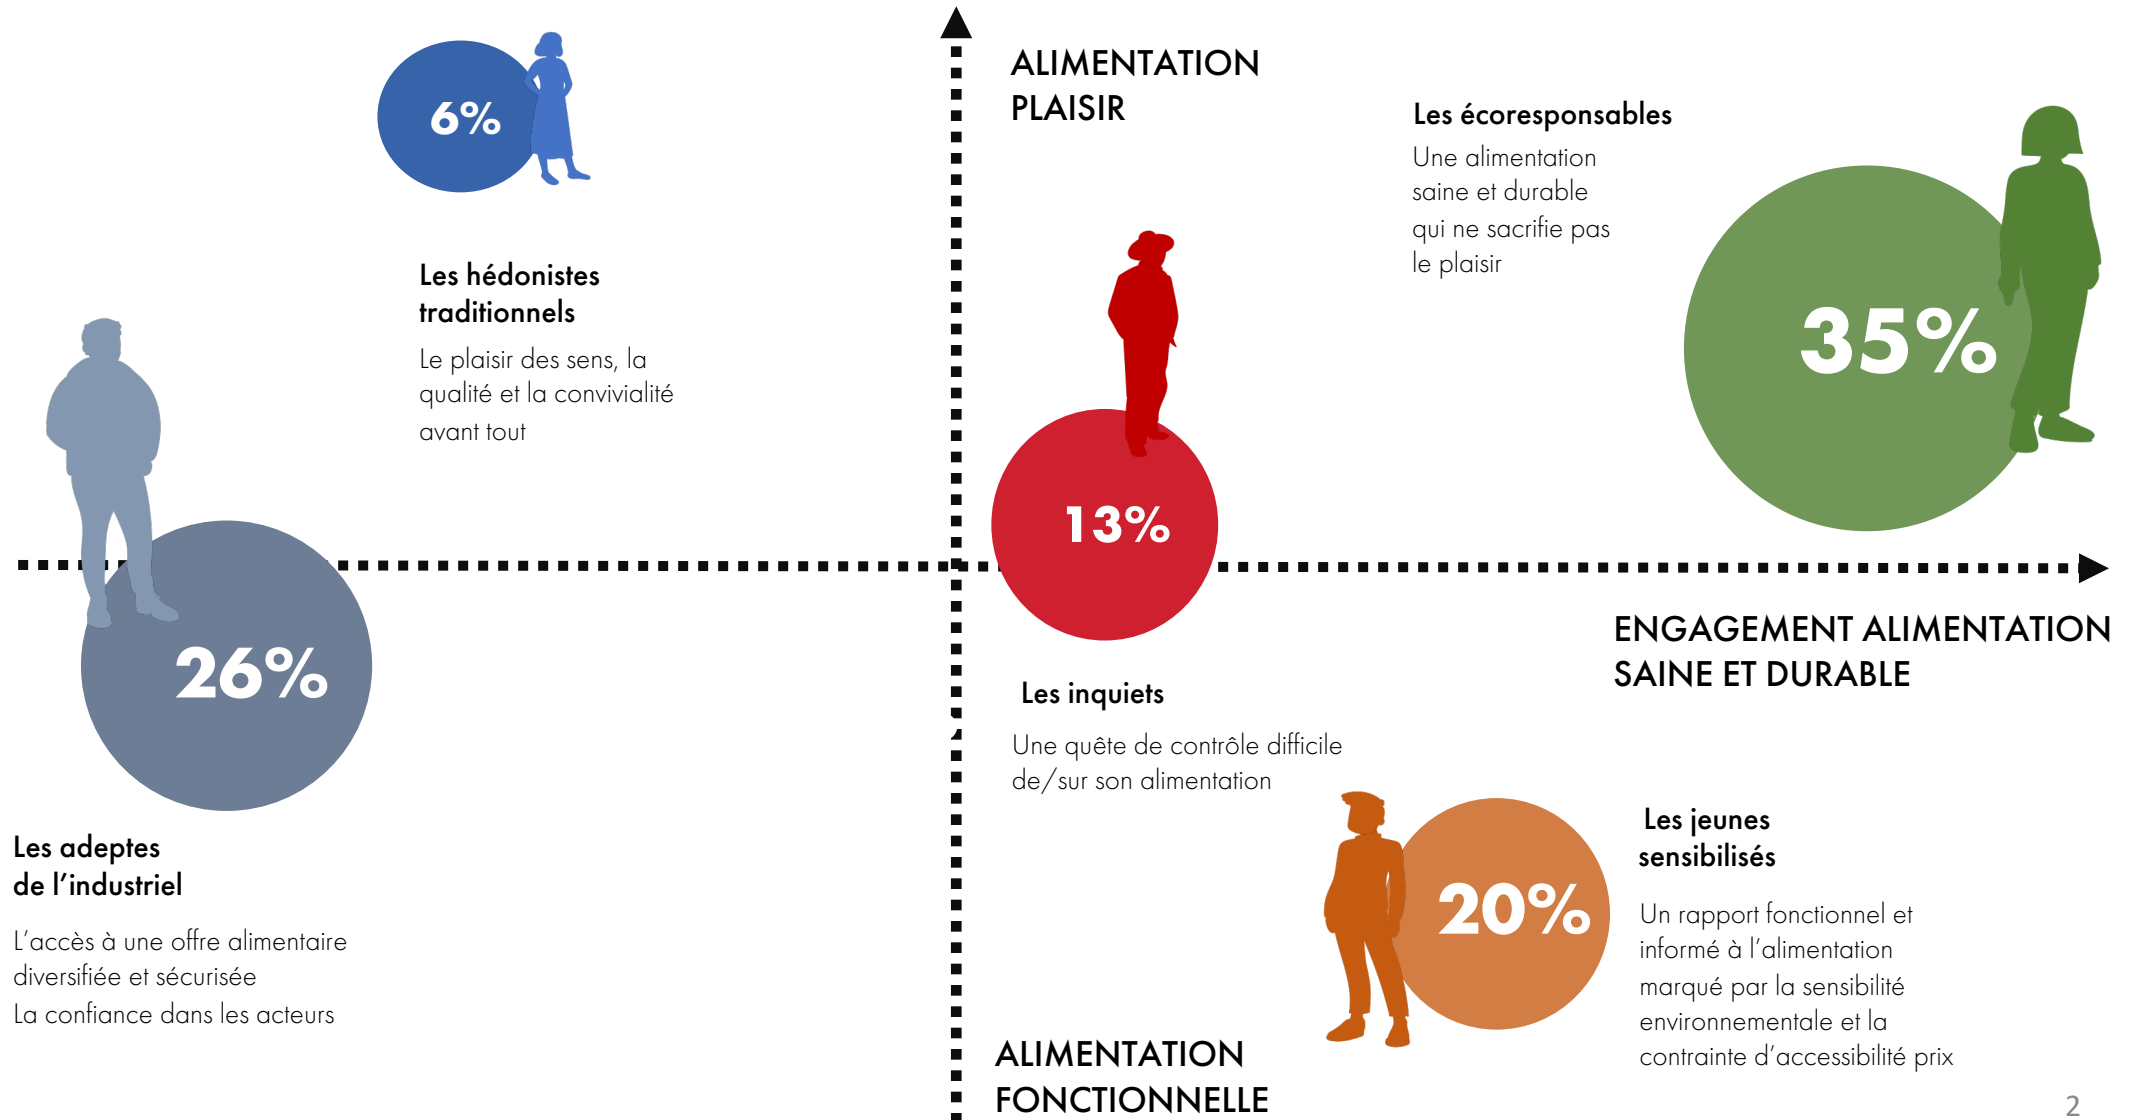 6%
Les hédonistes
traditionnels
Le plaisir des sens, la
qualité et la convivialité
avant tout
ALIMENTATION
PLAISIR
Les écoresponsables
Une alimentation
saine et durable
qui ne sacrifie pas
le plaisir
35%
13%
Les inquiets
Une quête de contrôle difficile
de/sur son alimentation
ENGAGEMENT ALIMENTATION
SAINE ET DURABLE
26%
Les adeptes
de l’industriel
L’accès à une offre alimentaire
diversifiée et sécurisée
La confiance dans les acteurs
20%
Les jeunes
sensibilisés
Un rapport fonctionnel et
informé à l’alimentation
marqué par la sensibilité
environnementale et la
contrainte d’accessibilité prix
ALIMENTATION
FONCTIONNELLE
2